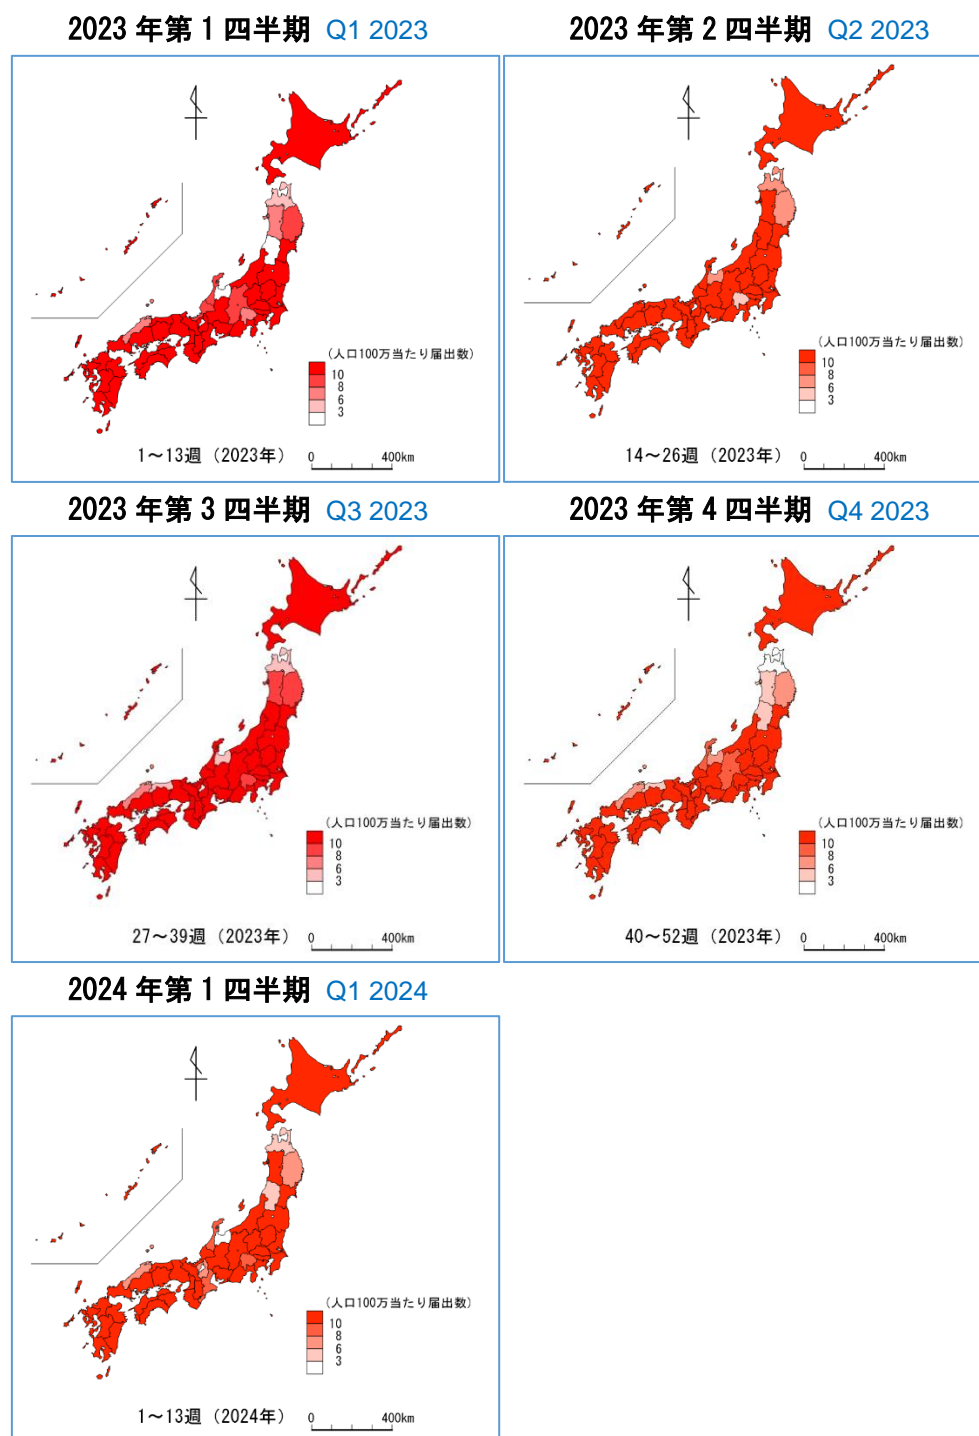 2023 年第 1 四半期 Q1 2023
(人口100万当たり届出数)
10
8
6
3
1～13週 (2023年)
0 400km
2023 年第 2 四半期 Q2 2023
(人口100万当たり届出数)
10
8
6
3
14～26週 (2023年)
0 400km
2023 年第 3 四半期 Q3 2023
(人口100万当たり届出数)
10
8
6
3
27～39週 (2023年)
0 400km
2023 年第 4 四半期 Q4 2023
(人口100万当たり届出数)
10
8
6
3
40～52週 (2023年)
0 400km
2024 年第 1 四半期 Q1 2024
(人口100万当たり届出数)
10
8
6
3
1～13週 (2024年)
0 400km